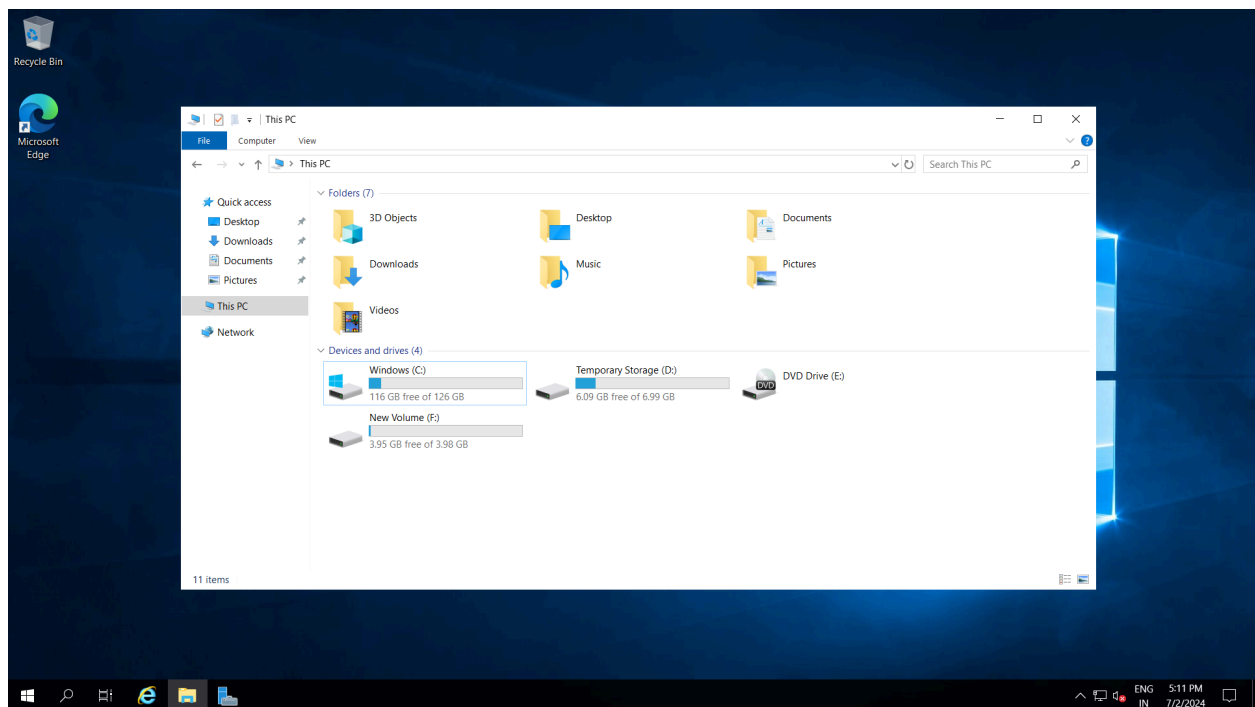 Recycle Bin
Microsoft
Edge
This PC
File Computer View
This PC
Search This PC
Quick access
Desktop
Downloads
Documents
Pictures
This PC
Network
Folders (7)
3D Objects
Desktop
Documents
Downloads
Music
Pictures
Videos
Devices and drives (4)
Windows (C:)
116 GB free of 126 GB
Temporary Storage (D:)
6.09 GB free of 6.99 GB
DVD
DVD Drive (E:)
New Volume (F:)
3.95 GB free of 3.98 GB
11 items
ENG
IN
5:11 PM
7/2/2024